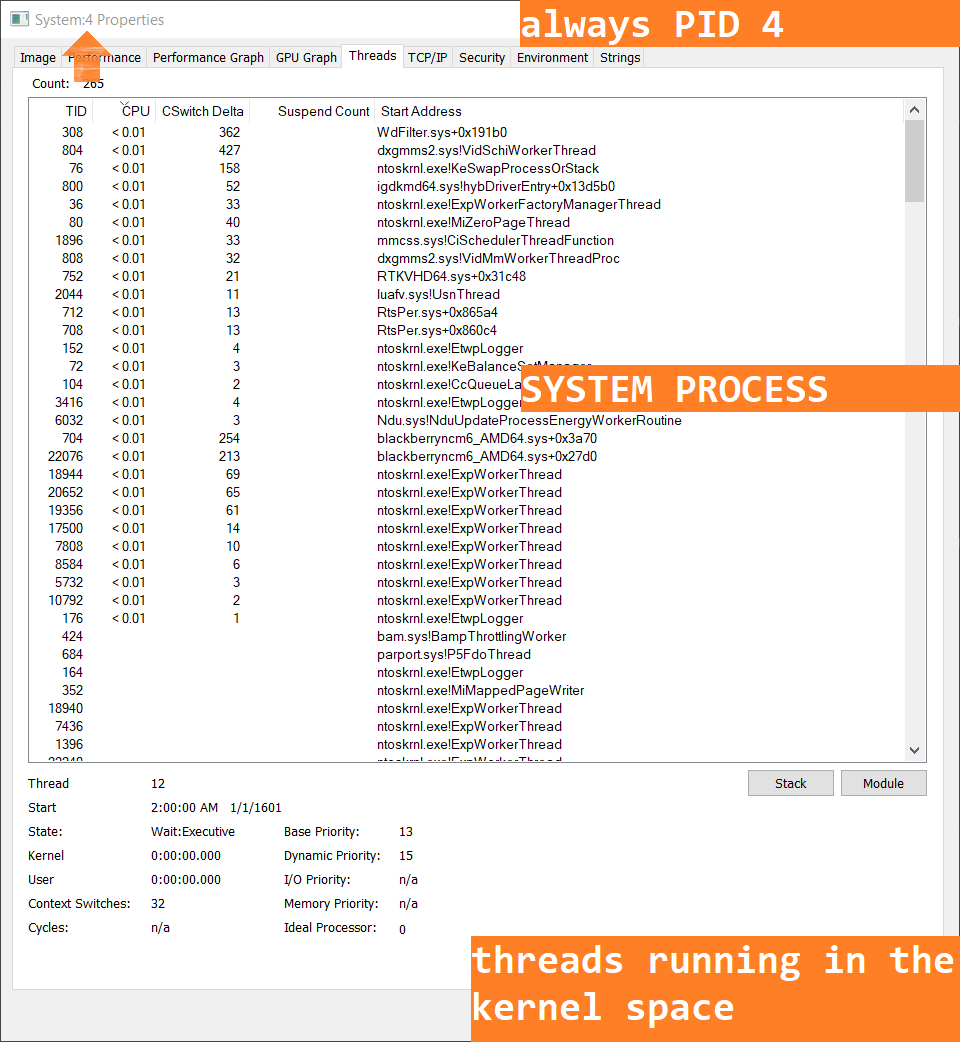 System:4 Properties
always PID 4
Image Performance Performance Graph GPU Graph Threads TCP/IP Security Environment Strings
Count: 265
TID CPU CSwitch Delta Suspend Count Start Address
308 < 0.01 362 WdFilter.sys+0x191b0
804 < 0.01 427 dxgmms2.sys!VidSchiWorkerThread
76 < 0.01 158 ntoskrnl.exe!KeSwapProcessOrStack
800 < 0.01 52 igdkmd64.sys!hybDriverEntry+0x13d5b0
36 < 0.01 33 ntoskrnl.exe!ExpWorkerFactoryManagerThread
80 < 0.01 40 ntoskrnl.exe!MiZeroPageThread
1896 < 0.01 33 mmcss.sys!CiSchedulerThreadFunction
808 < 0.01 32 dxgmms2.sys!VidMmWorkerThreadProc
752 < 0.01 21 RTKVHD64.sys+0x31c48
2044 < 0.01 11 luafv.sys!UsnThread
712 < 0.01 13 RtsPer.sys+0x865a4
708 < 0.01 13 RtsPer.sys+0x860c4
152 < 0.01 4 ntoskrnl.exe!EtwpLogger
72 < 0.01 3 ntoskrnl.exe!KeBalanceSetManager
104 < 0.01 2 ntoskrnl.exe!CcQueueLa
SYSTEM PROCESS
3416 < 0.01 4 ntoskrnl.exe!EtwpLogger
6032 < 0.01 3 Ndu.sys!NduUpdateProcessEnergyWorkerRoutine
704 < 0.01 254 blackberryncm6_AMD64.sys+0x3a70
22076 < 0.01 213 blackberryncm6_AMD64.sys+0x27d0
18944 < 0.01 69 ntoskrnl.exe!ExpWorkerThread
20652 < 0.01 65 ntoskrnl.exe!ExpWorkerThread
19356 < 0.01 61 ntoskrnl.exe!ExpWorkerThread
17500 < 0.01 14 ntoskrnl.exe!ExpWorkerThread
7808 < 0.01 10 ntoskrnl.exe!ExpWorkerThread
8584 < 0.01 6 ntoskrnl.exe!ExpWorkerThread
5732 < 0.01 3 ntoskrnl.exe!ExpWorkerThread
10792 < 0.01 2 ntoskrnl.exe!ExpWorkerThread
176 < 0.01 1 ntoskrnl.exe!EtwpLogger
424 bam.sys!BampThrottlingWorker
684 parport.sys!P5FdoThread
164 ntoskrnl.exe!EtwpLogger
352 ntoskrnl.exe!MiMappedPageWriter
18940 ntoskrnl.exe!ExpWorkerThread
7436 ntoskrnl.exe!ExpWorkerThread
1396 ntoskrnl.exe!ExpWorkerThread
ntoskrnl.exe!ExpWorkerThread
Thread 12 Stack Module
Start 2:00:00 AM 1/1/1601
State: Wait:Executive Base Priority: 13
Kernel 0:00:00.000 Dynamic Priority: 15
User 0:00:00.000 I/O Priority: n/a
Context Switches: 32 Memory Priority: n/a
Cycles: n/a Ideal Processor: 0
threads running in the
kernel space